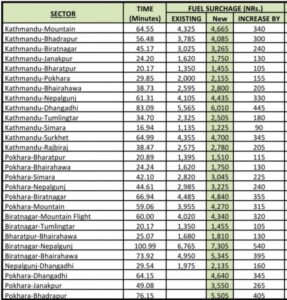 SECTOR TIME (Minutes) FUEL SURCHAGE (NRs.)
EXISTING New INCREASE BY
Kathmandu-Mountain 64.55 4,325 4,665 340
Kathmandu-Bhadrapur 56.48 3,785 4,085 300
Kathmandu-Biratnagar 45.17 3,025 3,265 240
Kathmandu-Janakpur 24.20 1,620 1,750 130
Kathmandu-Bharatpur 20.17 1,350 1,455 105
Kathmandu-Pokhara 29.85 2,000 2,155 155
Kathmandu-Bhairahawa 38.73 2,595 2,800 205
Kathmandu-Nepalgunj 61.31 4,105 4,435 330
Kathmandu-Dhangadhi 83.09 5,565 6,010 445
Kathmandu-Tumlingtar 34.70 2,325 2,505 180
Kathmandu-Simara 16.94 1,135 1,225 90
Kathmandu-Surkhet 64.99 4,355 4,700 345
Kathmandu-Rajbiraj 38.47 2,575 2,780 205
Pokhara-Bharatpur 20.89 1,395 1,510 115
Pokhara-Bhairahawa 24.24 1,620 1,750 130
Pokhara-Simara 42.10 2,820 3,045 225
Pokhara-Nepalgunj 44.61 2,985 3,225 240
Pokhara-Biratnagar 66.94 4,485 4,840 355
Pokhara-Mountain 59.06 3,955 4,270 315
Biratnagar-Mountain Flight 60.00 4,020 4,340 320
Biratnagar-Tumlingtar 20.17 1,350 1,455 105
Bharatpur-Bhairahawa 25.07 1,680 1,810 130
Biratnagar-Nepalgunj 100.99 6,765 7,305 540
Biratnagar-Bhairahawa 73.92 4,950 5,345 395
Nepalgunj-Dhangadhi 29.54 1,975 2,135 160
Pokhara-Dhangadhi 64.15 4,640 345
Pokhara-Janakpur 49.08 3,550 265
Pokhara-Bhadrapur 76.15 5,505 405